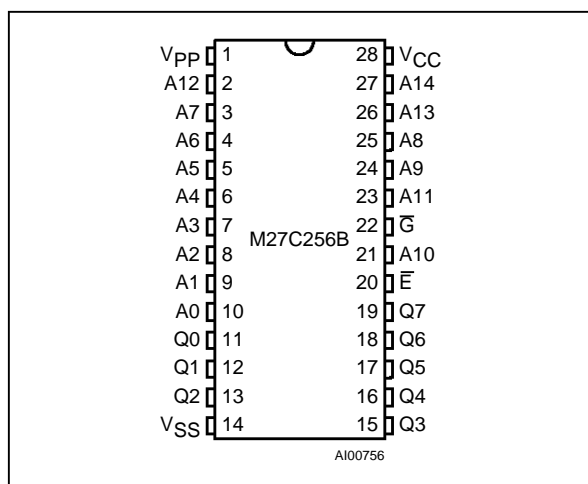 VPP 1 28 VCC
A12 2 27 A14
A7 3 26 A13
A6 4 25 A8
A5 5 24 A9
A4 6 23 A11
A3 7 22 G̅
M27C256B
A2 8 21 A10
A1 9 20 E̅
A0 10 19 Q7
Q0 11 18 Q6
Q1 12 17 Q5
Q2 13 16 Q4
VSS 14 15 Q3
AI00756